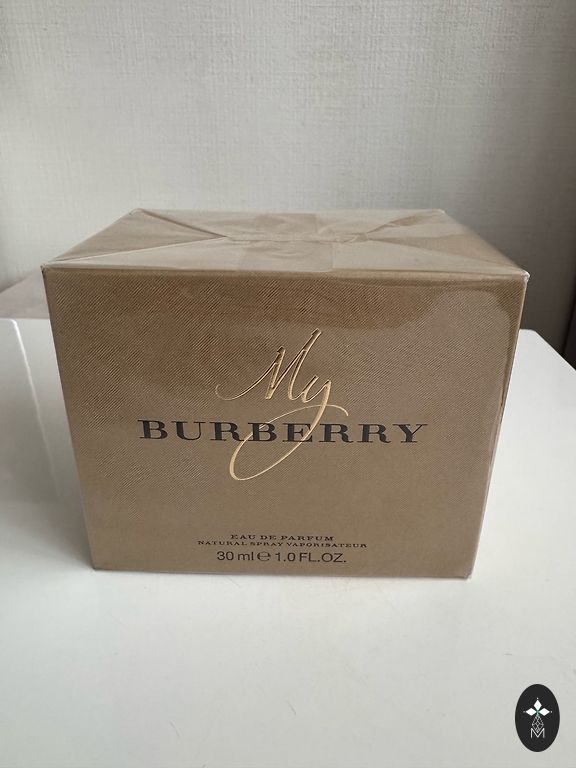 My
BURBERRY
EAU DE PARFUM
NATURAL SPRAY VAPORISATEUR
30 ml ℮ 1.0 FL.OZ.
M